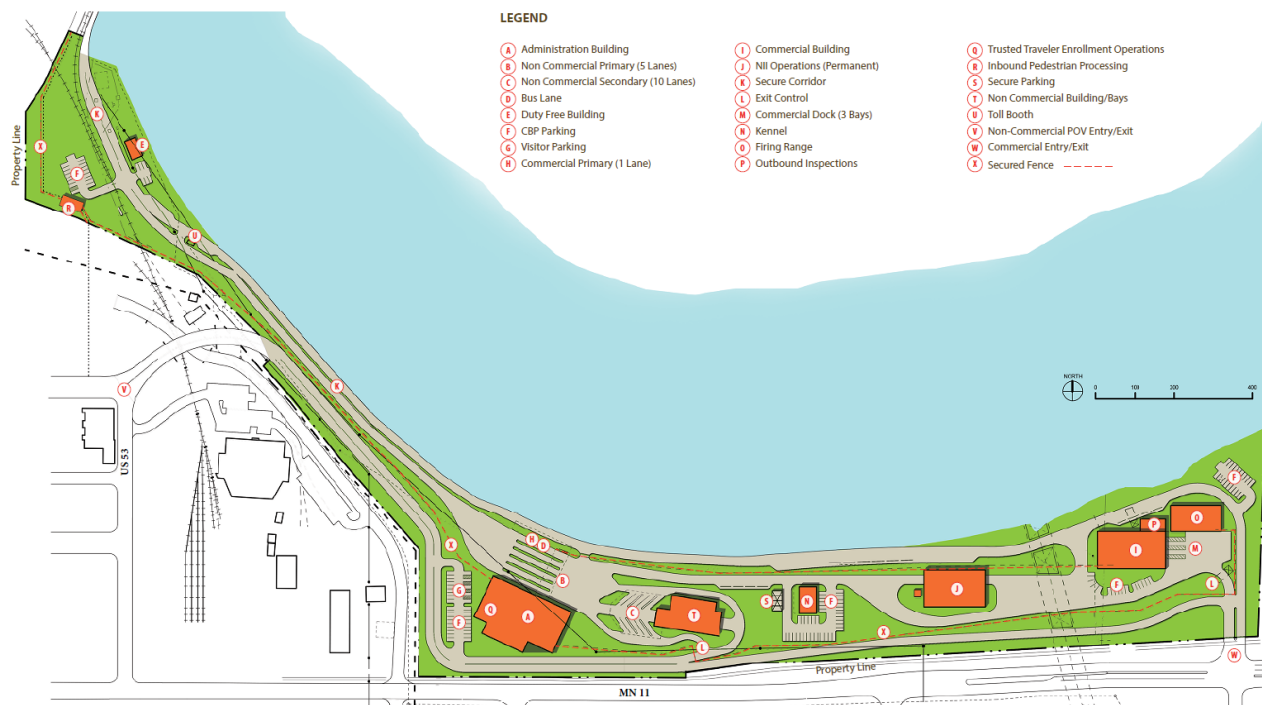 LEGEND
A Administration Building
B Non Commercial Primary (5 Lanes)
C Non Commercial Secondary (10 Lanes)
D Bus Lane
E Duty Free Building
F CBP Parking
G Visitor Parking
H Commercial Primary (1 Lane)
I Commercial Building
J NII Operations (Permanent)
K Secure Corridor
L Exit Control
M Commercial Dock (3 Bays)
N Kennel
O Firing Range
P Outbound Inspections
Q Trusted Traveler Enrollment Operations
R Inbound Pedestrian Processing
S Secure Parking
T Non Commercial Building/Bays
U Toll Booth
V Non-Commercial POV Entry/Exit
W Commercial Entry/Exit
X Secured Fence
K
X
E
Property Line
F
R
U
K
V
NORTH
0 100 200 400
US 53
F
O
P
X
H
D
I
M
B
G
Q
A
F
C
T
S
N
F
J
F
L
X
L
W
Property Line
MN 11